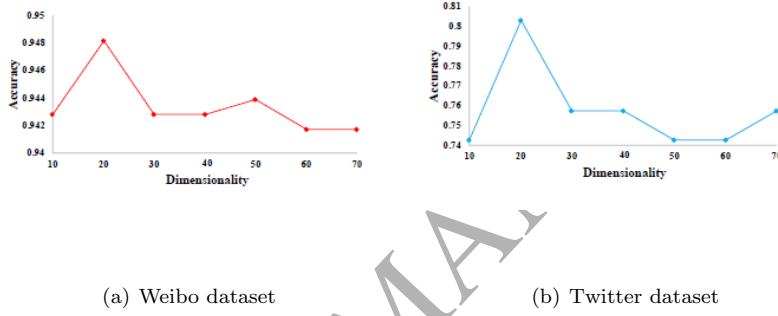 0.95
0.948
0.946
0.944
0.942
0.94
Accuracy
10 20 30 40 50 60 70
Dimensionality
(a) Weibo dataset
0.81
0.8
0.79
0.78
0.77
0.76
0.75
0.74
Accuracy
10 20 30 40 50 60 70
Dimensionality
(b) Twitter dataset
MA